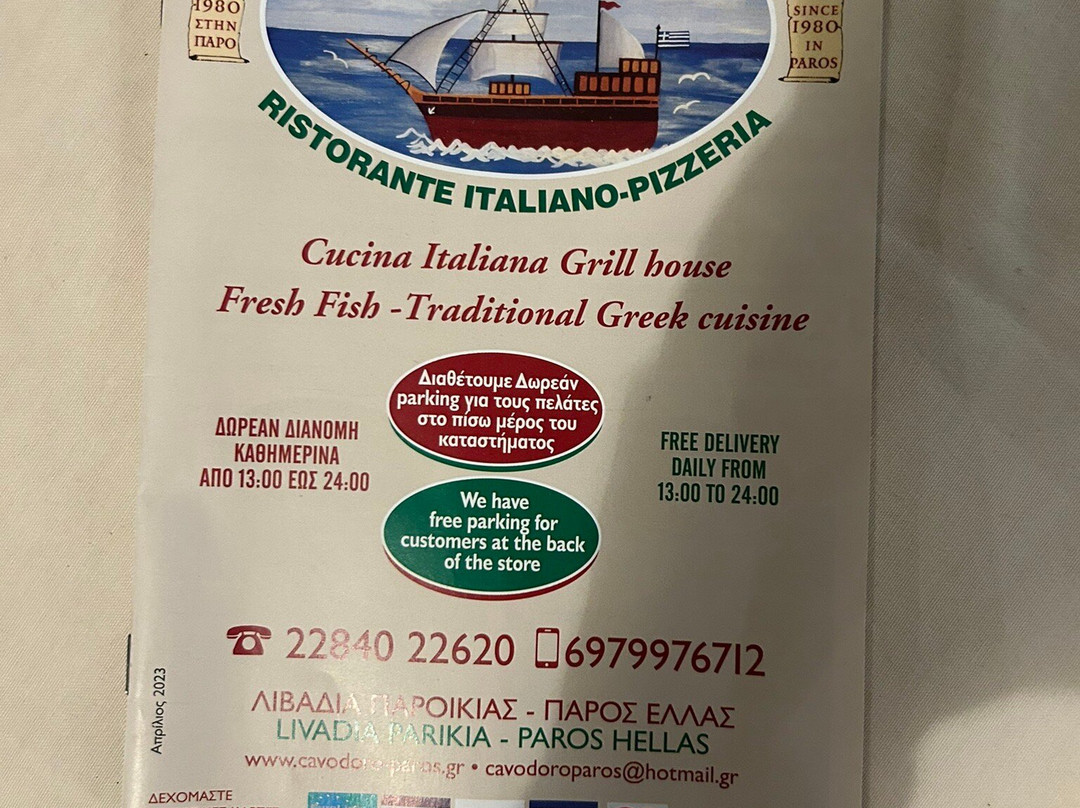 1980
ΣΤΗΝ
ΠΑΡΟ
SINCE
1980
IN
PAROS
RISTORANTE ITALIANO-PIZZERIA
Cucina Italiana Grill house
Fresh Fish -Traditional Greek cuisine
Διαθέτουμε Δωρεάν
parking για τους πελάτες
στο πίσω μέρος του
καταστήματος
ΔΩΡΕΑΝ ΔΙΑΝΟΜΗ
ΚΑΘΗΜΕΡΙΝΑ
ΑΠΟ 13:00 ΕΩΣ 24:00
FREE DELIVERY
DAILY FROM
13:00 TO 24:00
We have
free parking for
customers at the back
of the store
22840 22620 6979976712
ΛΙΒΑΔΙΑ ΠΑΡΟΙΚΙΑΣ - ΠΑΡΟΣ ΕΛΛΑΣ
LIVADIA PARIKIA - PAROS HELLAS
www.cavodoro-paros.gr • cavodoroparos@hotmail.gr
Απρίλιος 2023
ΔΕΧΟΜΑΣΤΕ